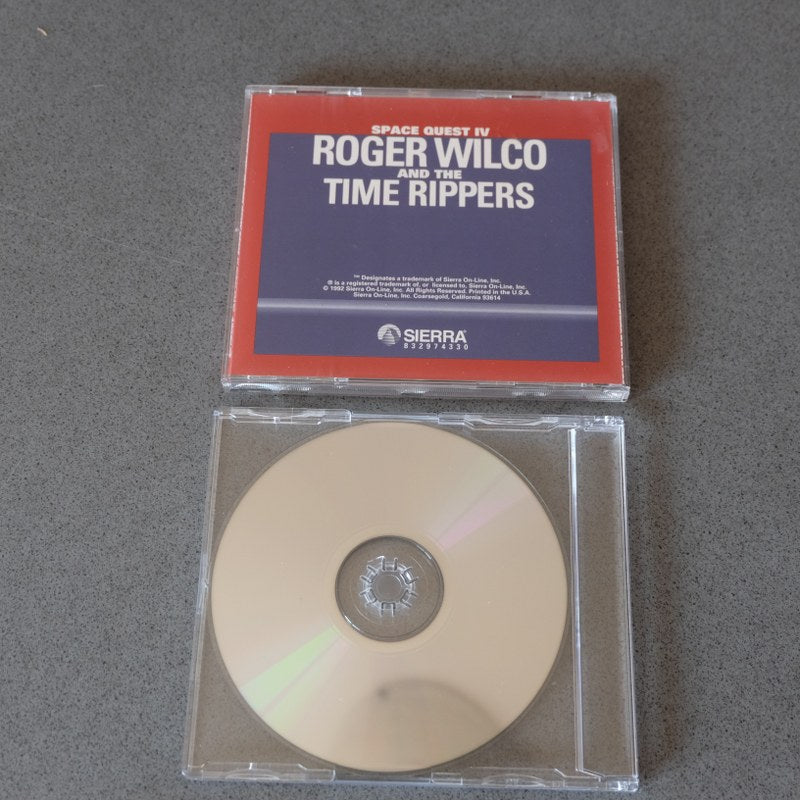 SPACE QUEST IV
ROGER WILCO
AND THE
TIME RIPPERS
™ Designates a trademark of Sierra On-Line, Inc.
® is a registered trademark of, or licensed to, Sierra On-Line, Inc.
© 1992 Sierra On-Line, Inc. All Rights Reserved. Printed in the U.S.A.
Sierra On-Line, Inc. Coarsegold, California 93614
SIERRA®
832974330